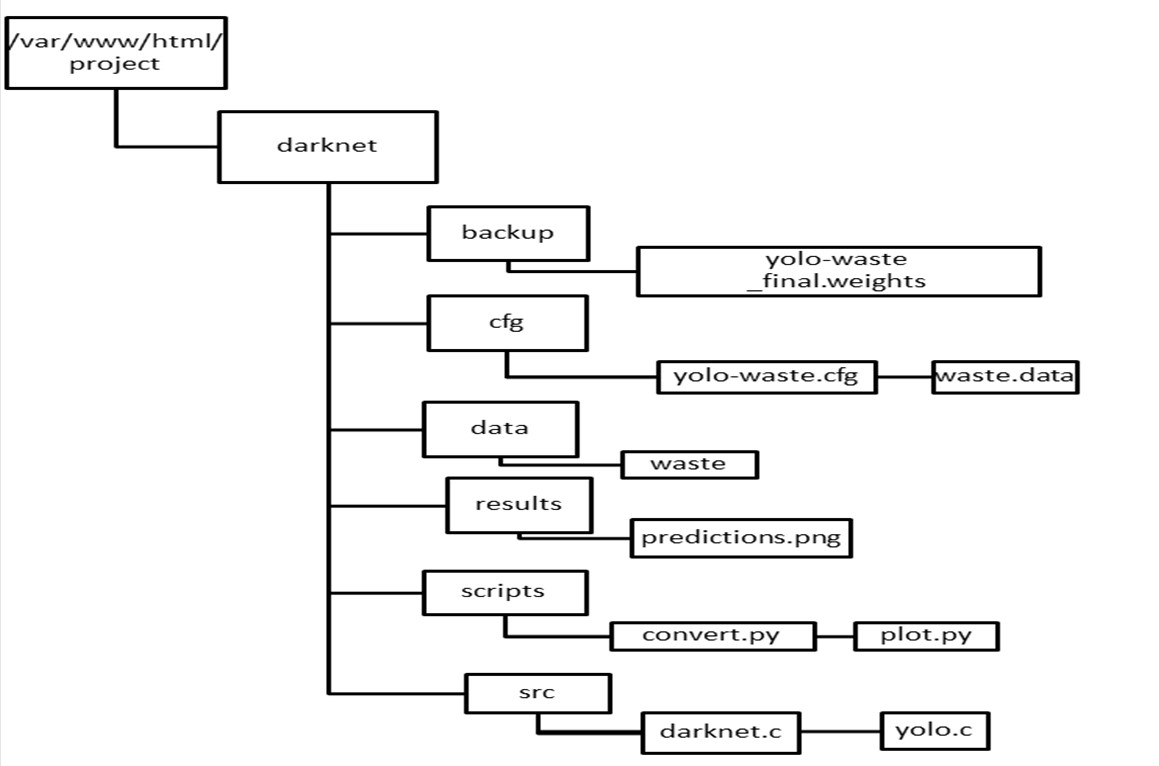 /var/www/html/
project
darknet
backup
yolo-waste
_final.weights
cfg
yolo-waste.cfg
waste.data
data
waste
results
predictions.png
scripts
convert.py
plot.py
src
darknet.c
yolo.c